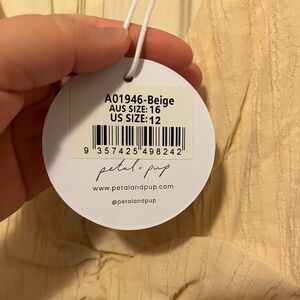 A01946-Beige
AUS SIZE: 16
US SIZE: 12
9 357425 498242
petal + pup
www.petalandpup.com
@petalandpup